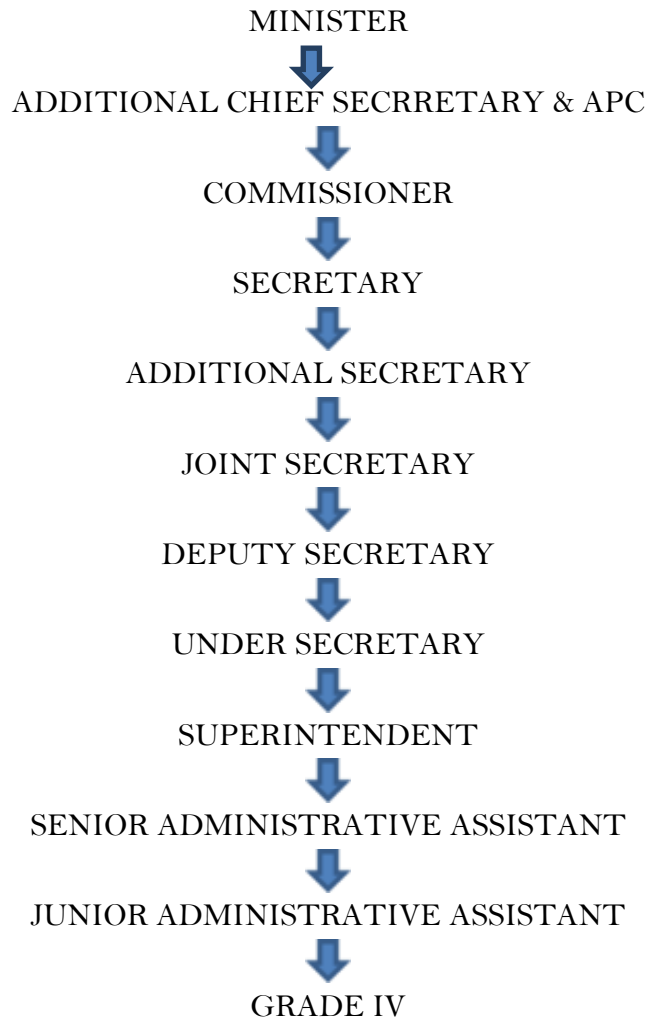 MINISTER
ADDITIONAL CHIEF SECRRETARY & APC
COMMISSIONER
SECRETARY
ADDITIONAL SECRETARY
JOINT SECRETARY
DEPUTY SECRETARY
UNDER SECRETARY
SUPERINTENDENT
SENIOR ADMINISTRATIVE ASSISTANT
JUNIOR ADMINISTRATIVE ASSISTANT
GRADE IV